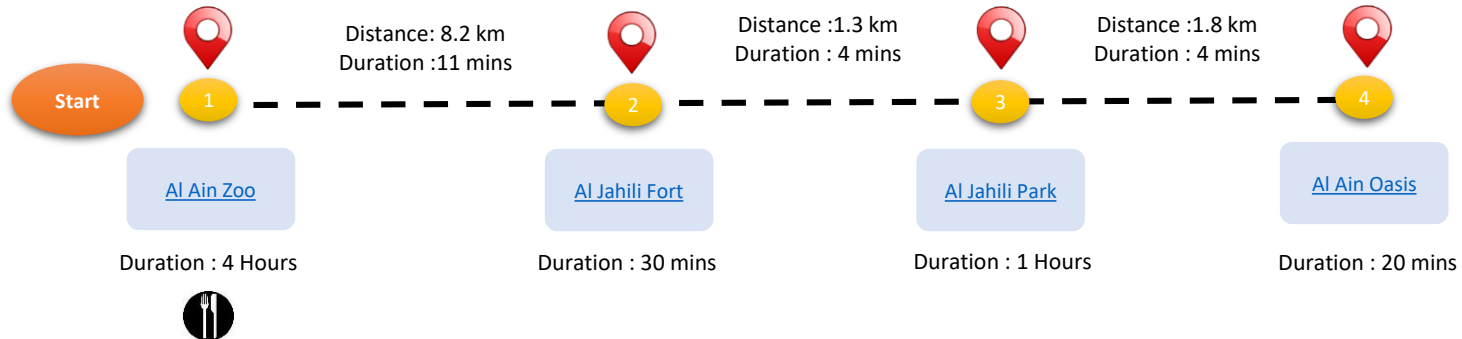 Distance: 8.2 km
Duration :11 mins
Distance :1.3 km
Duration : 4 mins
Distance :1.8 km
Duration : 4 mins
Start
1
2
3
4
Al Ain Zoo
Al Jahili Fort
Al Jahili Park
Al Ain Oasis
Duration : 4 Hours
Duration : 30 mins
Duration : 1 Hours
Duration : 20 mins